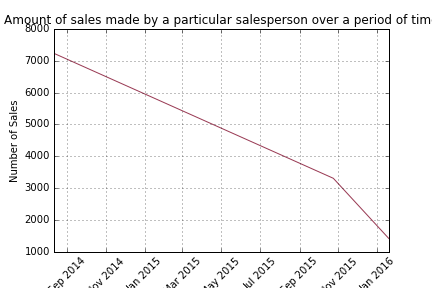 Amount of sales made by a particular salesperson over a period of tim
8000
7000
6000
5000
4000
3000
2000
1000
Number of Sales
Sep 2014
Nov 2014
Jan 2015
Mar 2015
May 2015
Jul 2015
Sep 2015
Nov 2015
Jan 2016